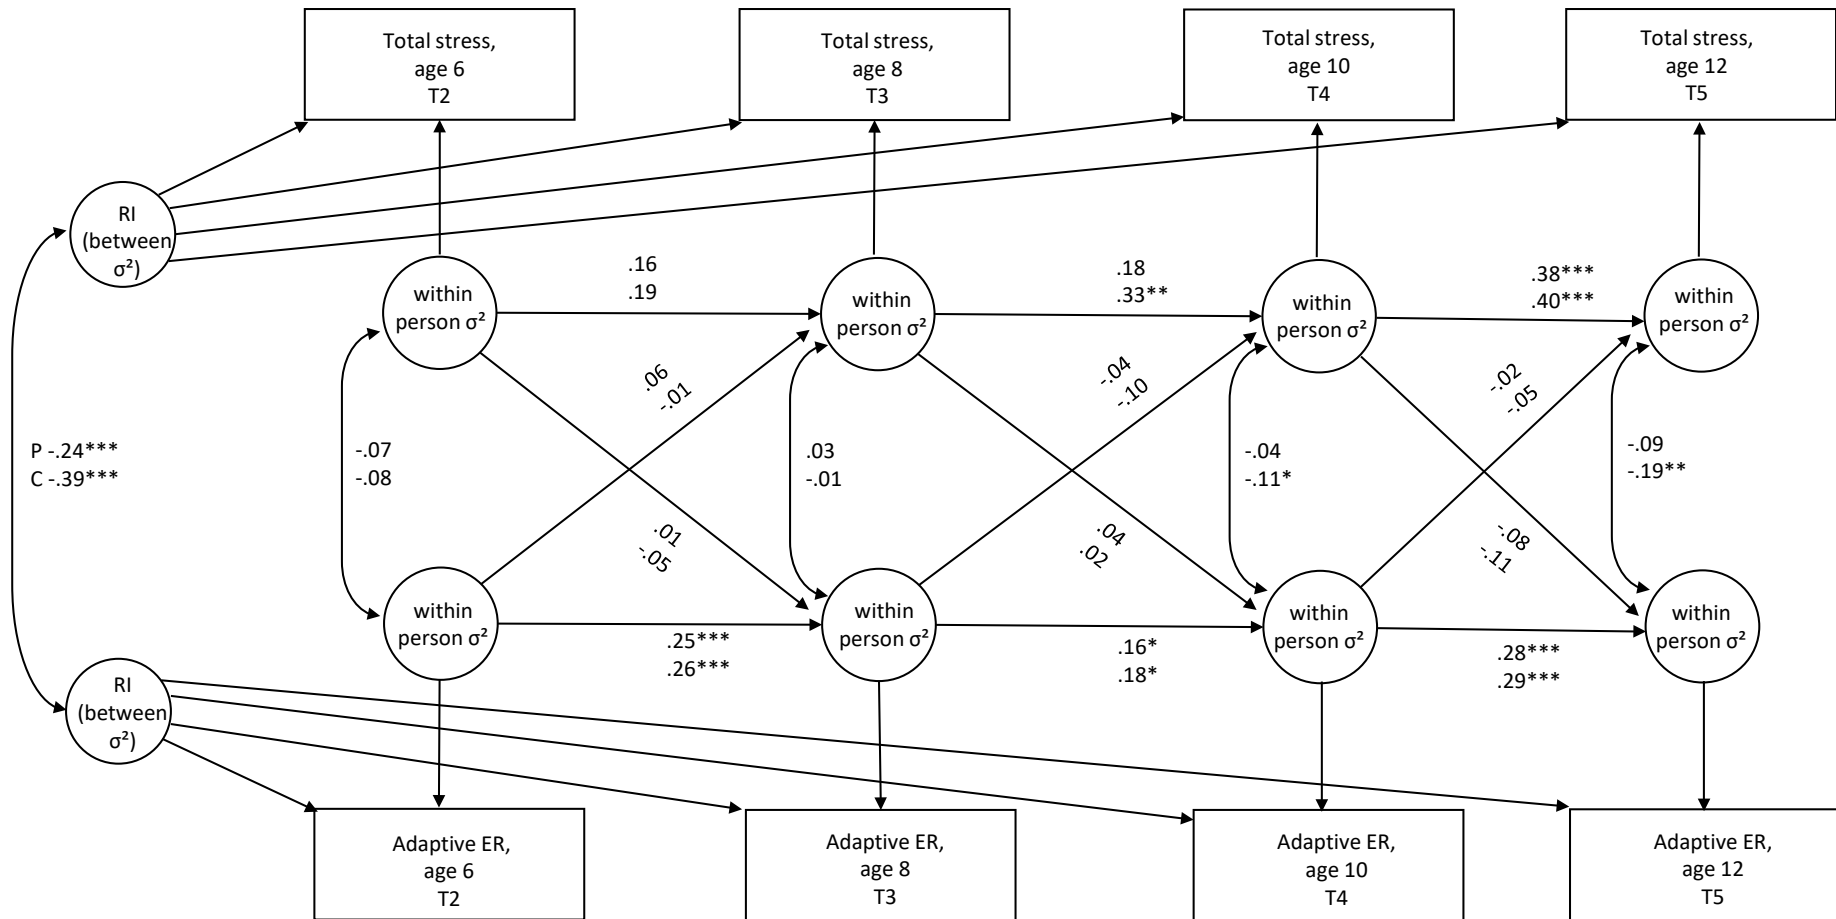 Total stress,
age 6
T2
Total stress,
age 8
T3
Total stress,
age 10
T4
Total stress,
age 12
T5
RI
(between
σ²)
.16
.19
.18
.33**
.38***
.40***
within
person σ²
within
person σ²
within
person σ²
within
person σ²
.06
-.01
-.04
-.10
-.02
-.05
P -.24***
C -.39***
-.07
-.08
.03
-.01
-.04
-.11*
-.09
-.19**
.01
-.05
.04
.02
-.08
-.11
within
person σ²
within
person σ²
within
person σ²
within
person σ²
.25***
.26***
.16*
.18*
.28***
.29***
RI
(between
σ²)
Adaptive ER,
age 6
T2
Adaptive ER,
age 8
T3
Adaptive ER,
age 10
T4
Adaptive ER,
age 12
T5